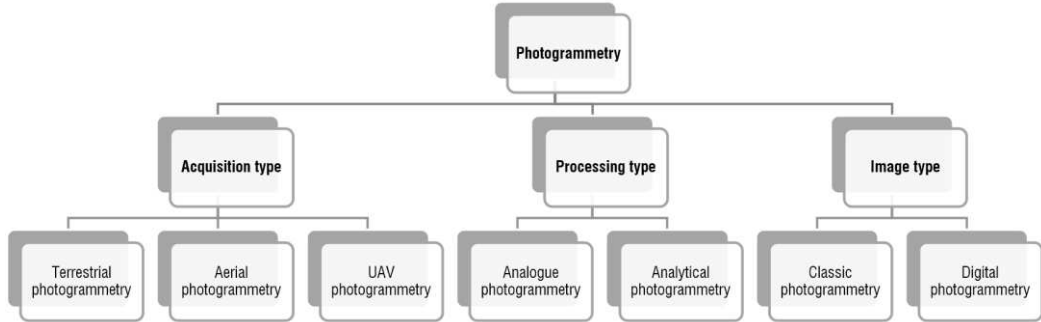 Photogrammetry
Acquisition type
Processing type
Image type
Terrestrial
photogrammetry
Aerial
photogrammetry
UAV
photogrammetry
Analogue
photogrammetry
Analytical
photogrammetry
Classic
photogrammetry
Digital
photogrammetry